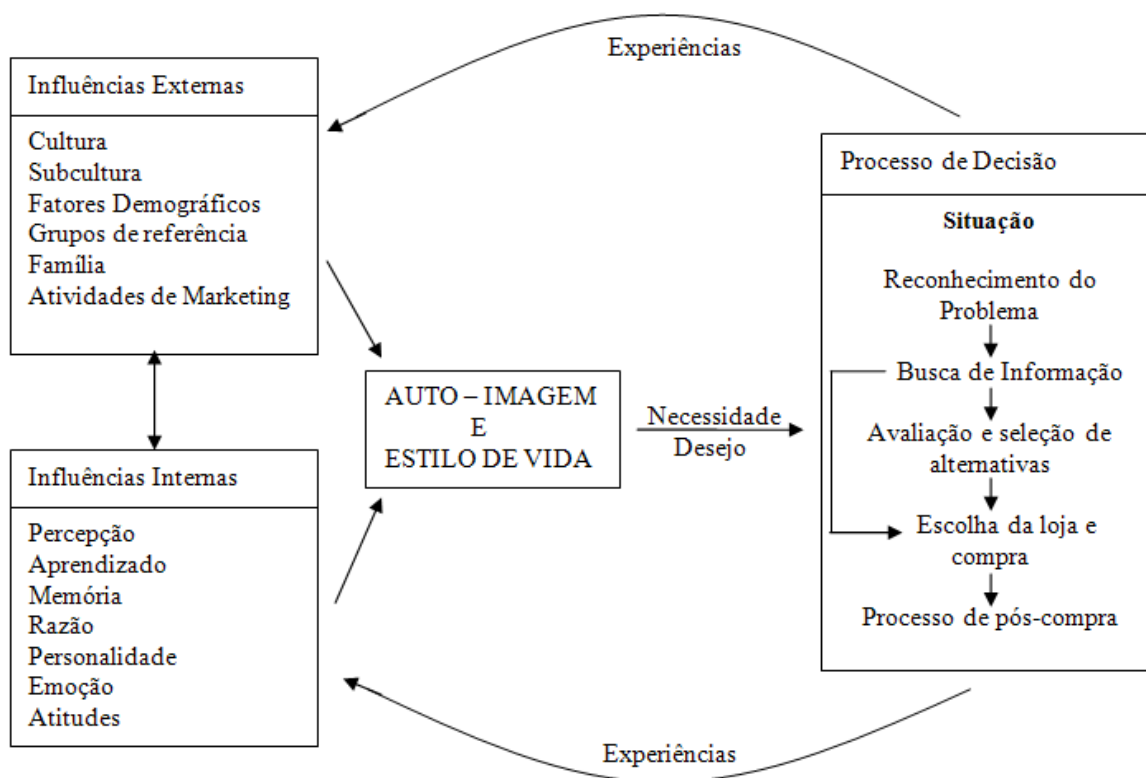 Experiências
Influências Externas
Cultura
Subcultura
Fatores Demográficos
Grupos de referência
Família
Atividades de Marketing
Influências Internas
Percepção
Aprendizado
Memória
Razão
Personalidade
Emoção
Atitudes
AUTO – IMAGEM
E
ESTILO DE VIDA
Necessidade
Desejo
Processo de Decisão
Situação
Reconhecimento do
Problema
Busca de Informação
Avaliação e seleção de
alternativas
Escolha da loja e
compra
Processo de pós-compra
Experiências